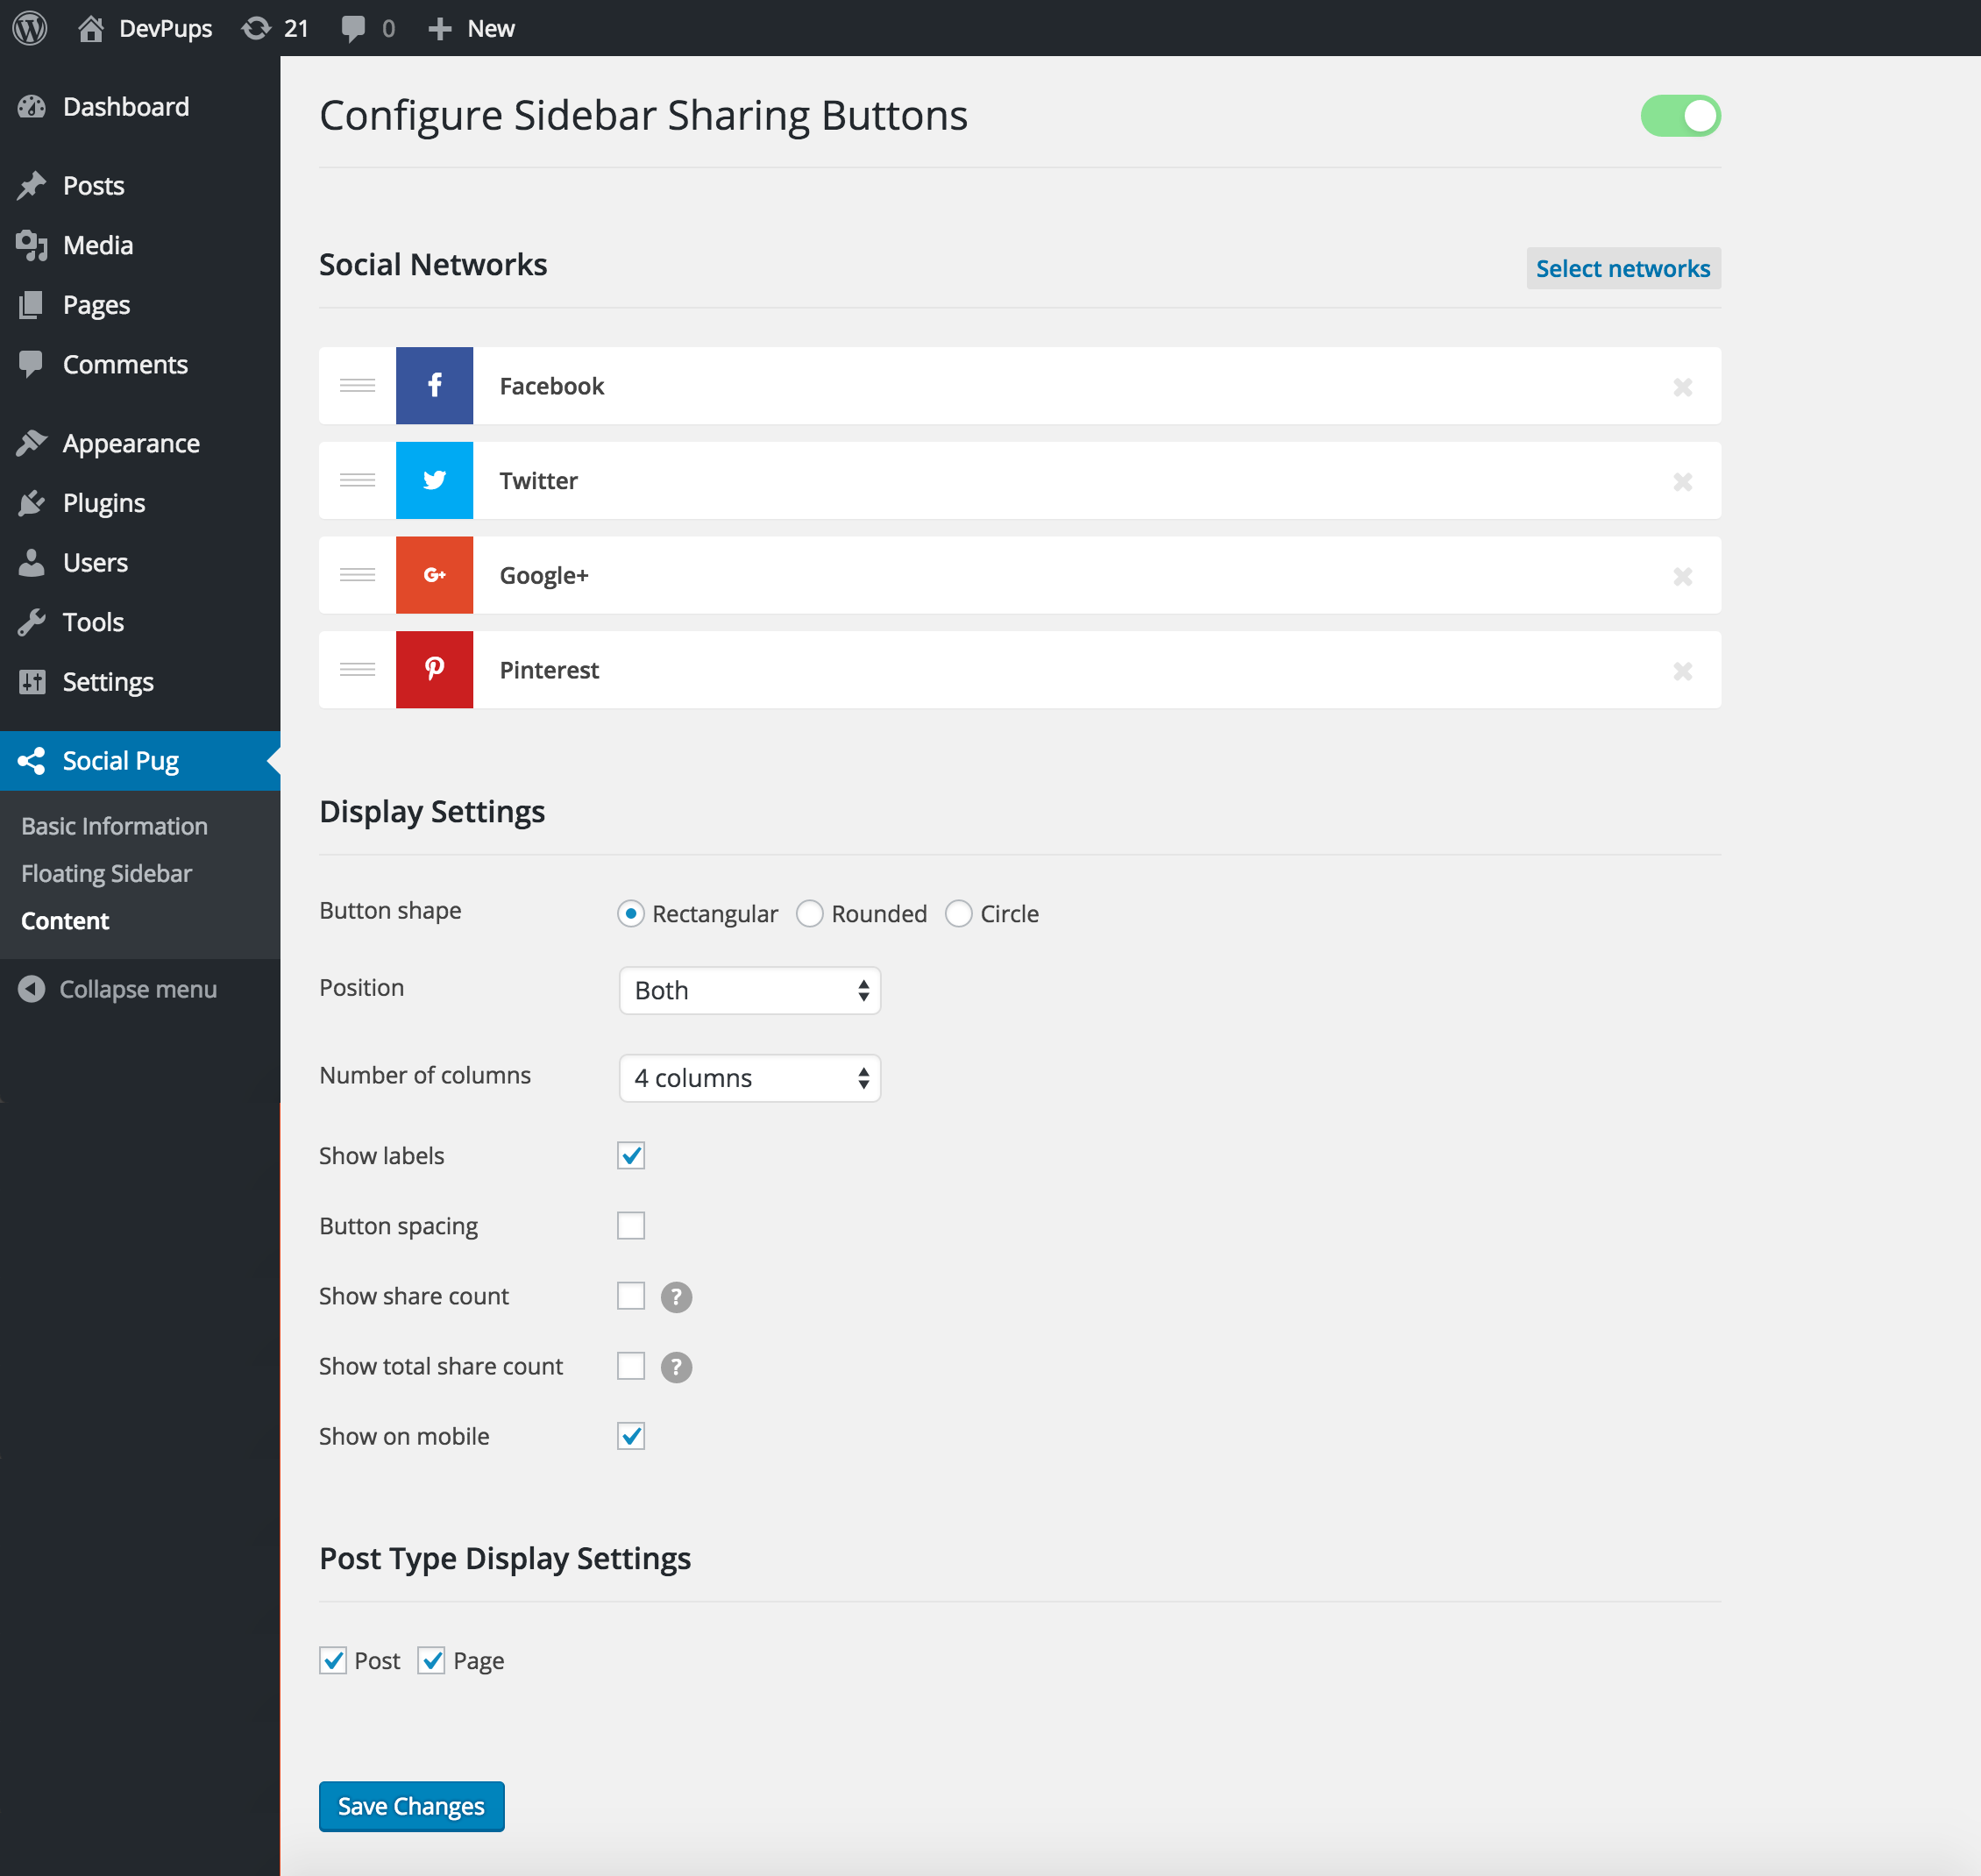 DevPups 21 0 New
Dashboard
Posts
Media
Pages
Comments
Appearance
Plugins
Users
Tools
Settings
Social Pug
Basic Information
Floating Sidebar
Content
Collapse menu
Configure Sidebar Sharing Buttons
Social Networks
Select networks
Facebook
Twitter
G+ Google+
Pinterest
Display Settings
Button shape Rectangular Rounded Circle
Position Both
Number of columns 4 columns
Show labels
Button spacing
Show share count ?
Show total share count ?
Show on mobile
Post Type Display Settings
Post Page
Save Changes